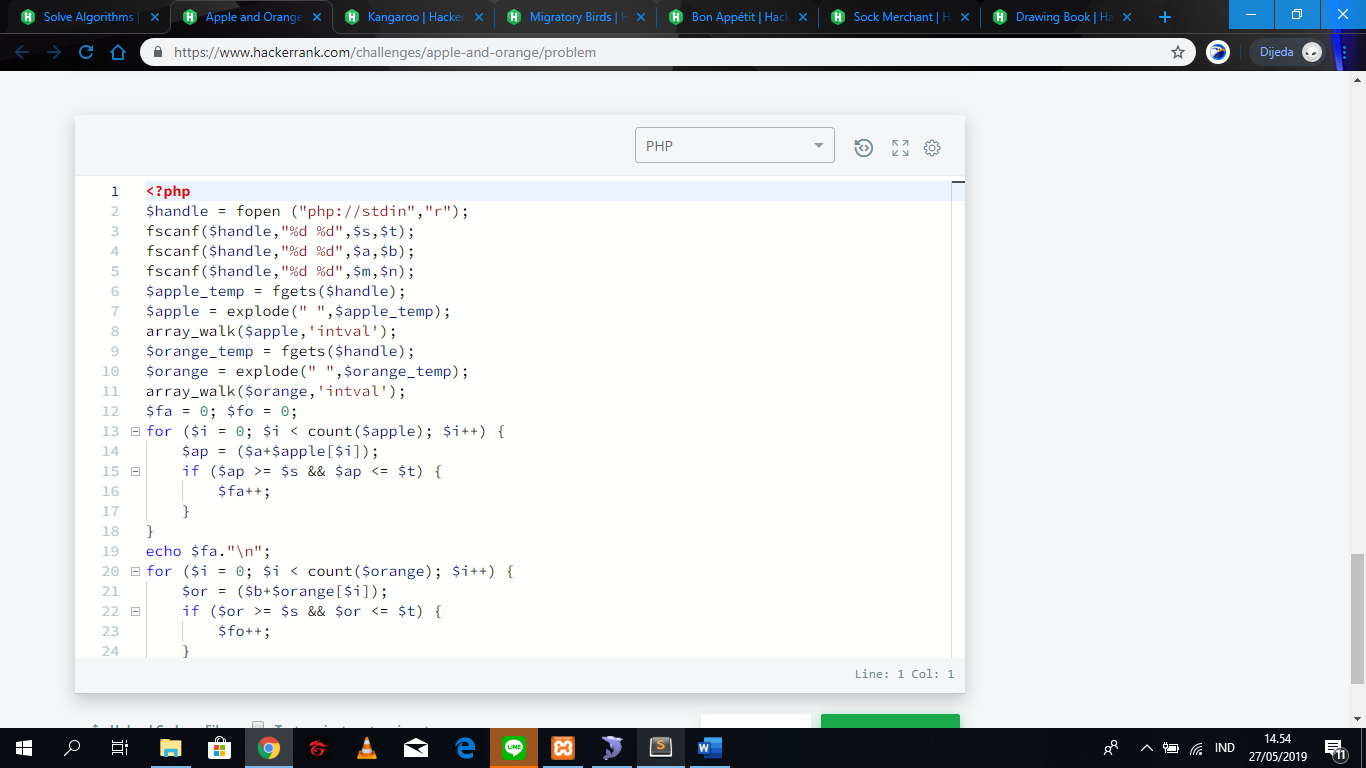 Solve Algorithms
Apple and Orange
Kangaroo | Hacker
Migratory Birds | H
Bon Appétit | Hack
Sock Merchant | H
Drawing Book | Ha
https://www.hackerrank.com/challenges/apple-and-orange/problem
Dijeda
PHP
1 <?php
2 $handle = fopen ("php://stdin","r");
3 fscanf($handle,"%d %d",$s,$t);
4 fscanf($handle,"%d %d",$a,$b);
5 fscanf($handle,"%d %d",$m,$n);
6 $apple_temp = fgets($handle);
7 $apple = explode(" ",$apple_temp);
8 array_walk($apple,'intval');
9 $orange_temp = fgets($handle);
10 $orange = explode(" ",$orange_temp);
11 array_walk($orange,'intval');
12 $fa = 0; $fo = 0;
13 for ($i = 0; $i < count($apple); $i++) {
14 $ap = ($a+$apple[$i]);
15 if ($ap >= $s && $ap <= $t) {
16 $fa++;
17 }
18 }
19 echo $fa."\n";
20 for ($i = 0; $i < count($orange); $i++) {
21 $or = ($b+$orange[$i]);
22 if ($or >= $s && $or <= $t) {
23 $fo++;
24 }
Line: 1 Col: 1
IND
14.54
27/05/2019
11